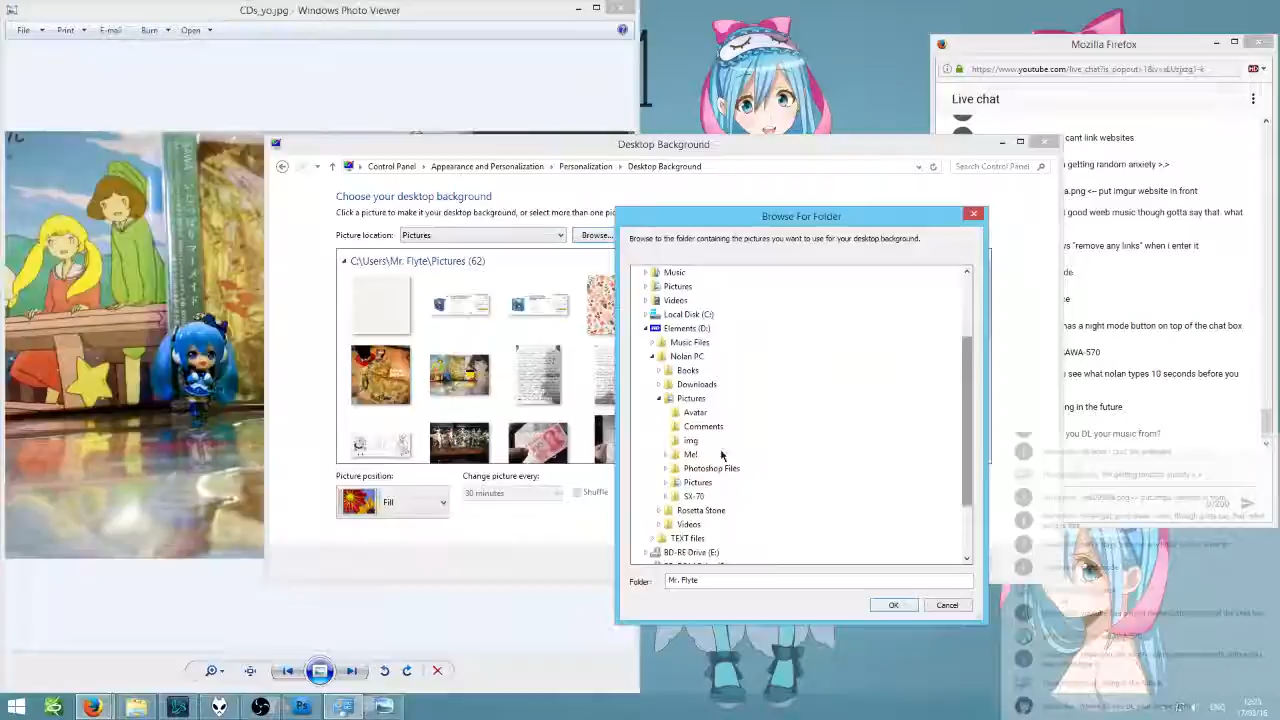 CDs_yo.jpg - Windows Photo Viewer
File Print E-mail Burn Open
Mozilla Firefox
Live chat
cant link websites
getting random anxiety >.>
a.png <-- put imgur website in front
good weeb music though gotta say that. what
s "remove any links" when i enter it
de.
ce
has a night mode button on top of the chat box
AWA-570
see what nolan types 10 seconds before you
ng in the future
you DL your music from?
0/200
Desktop Background
Control Panel Appearance and Personalization Personalization Desktop Background
Search Control Panel
Choose your desktop background
Click a picture to make it your desktop background, or select more than one pic
Picture location: Pictures Browse...
C:\Users\Mr. Flyte\Pictures (62)
Picture position: Change picture every:
Fill 30 minutes Shuffle
Browse For Folder
Browse to the folder containing the pictures you want to use for your desktop background.
Music
Pictures
Videos
Local Disk (C:)
Elements (D:)
Music Files
Nolan PC
Books
Downloads
Pictures
Avatar
Comments
img
Me!
Photoshop Files
Pictures
SX-70
Rosetta Stone
Videos
TEXT files
BD-RE Drive (E:)
Folder: Mr. Flyte
OK Cancel
ENG